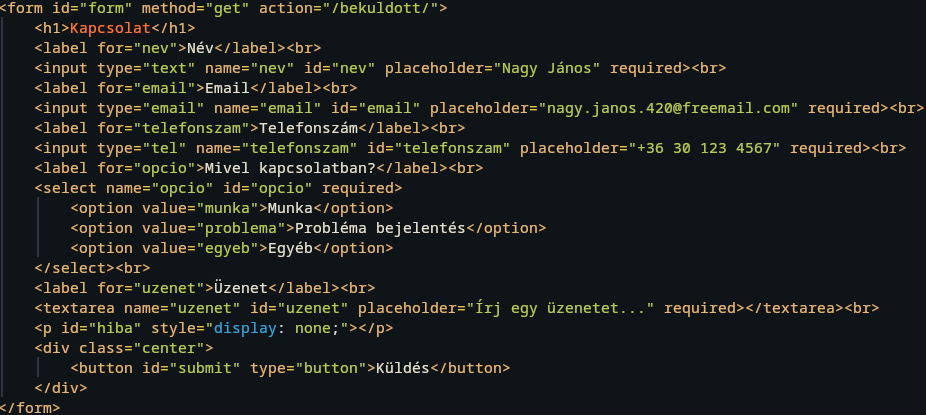 <form id="form" method="get" action="/bekuldott/">
<h1>Kapcsolat</h1>
<label for="nev">Név</label><br>
<input type="text" name="nev" id="nev" placeholder="Nagy János" required><br>
<label for="email">Email</label><br>
<input type="email" name="email" id="email" placeholder="nagy.janos.420@freemail.com" required><br>
<label for="telefonszam">Telefonszám</label><br>
<input type="tel" name="telefonszam" id="telefonszam" placeholder="+36 30 123 4567" required><br>
<label for="opcio">Mivel kapcsolatban?</label><br>
<select name="opcio" id="opcio" required>
<option value="munka">Munka</option>
<option value="problema">Probléma bejelentés</option>
<option value="egyeb">Egyéb</option>
</select><br>
<label for="uzenet">Üzenet</label><br>
<textarea name="uzenet" id="uzenet" placeholder="Írj egy üzenetet..." required></textarea><br>
<p id="hiba" style="display: none;"></p>
<div class="center">
<button id="submit" type="button">Küldés</button>
</div>
</form>